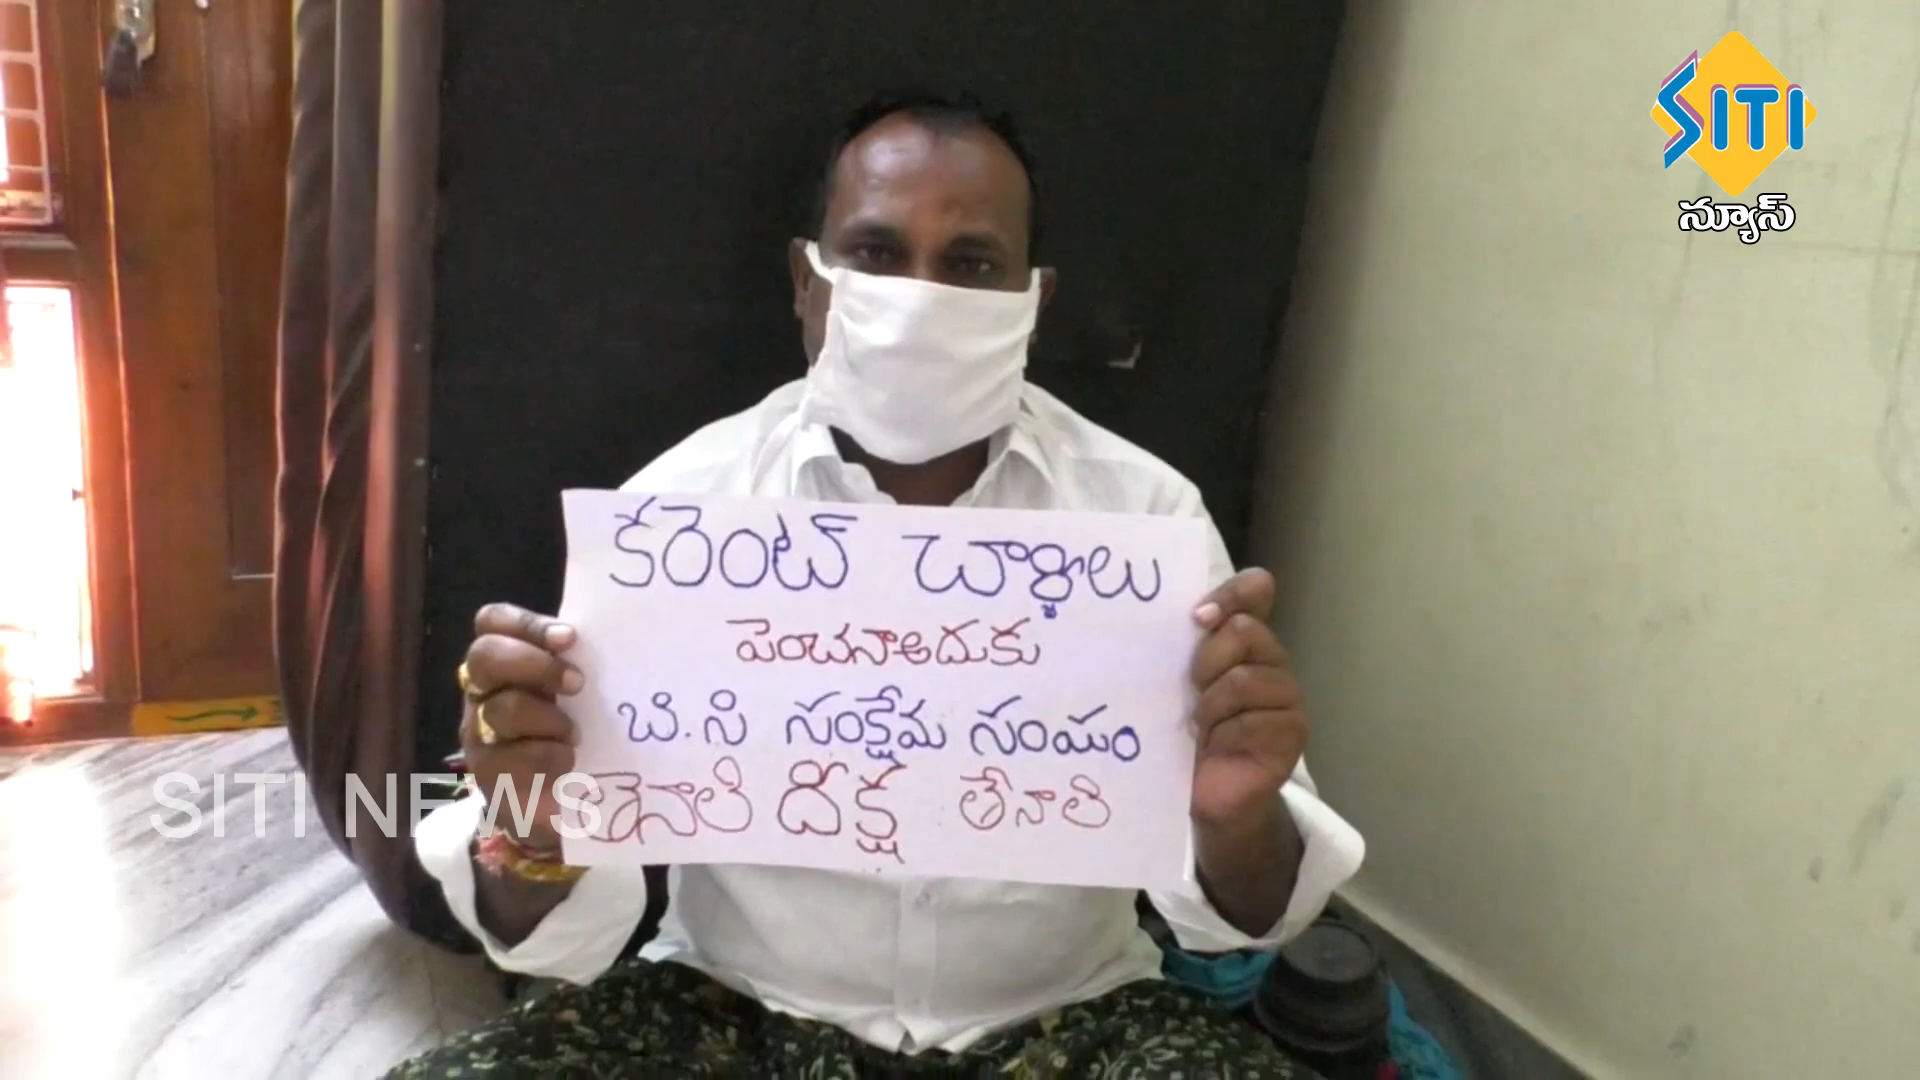 SITI
న్యూస్
కరెంట్ చార్జీలు
పెంచినందుకు
బి.సి సంక్షేమ సంఘం
తెనాలి దీక్ష తెనాలి
SITI NEWS